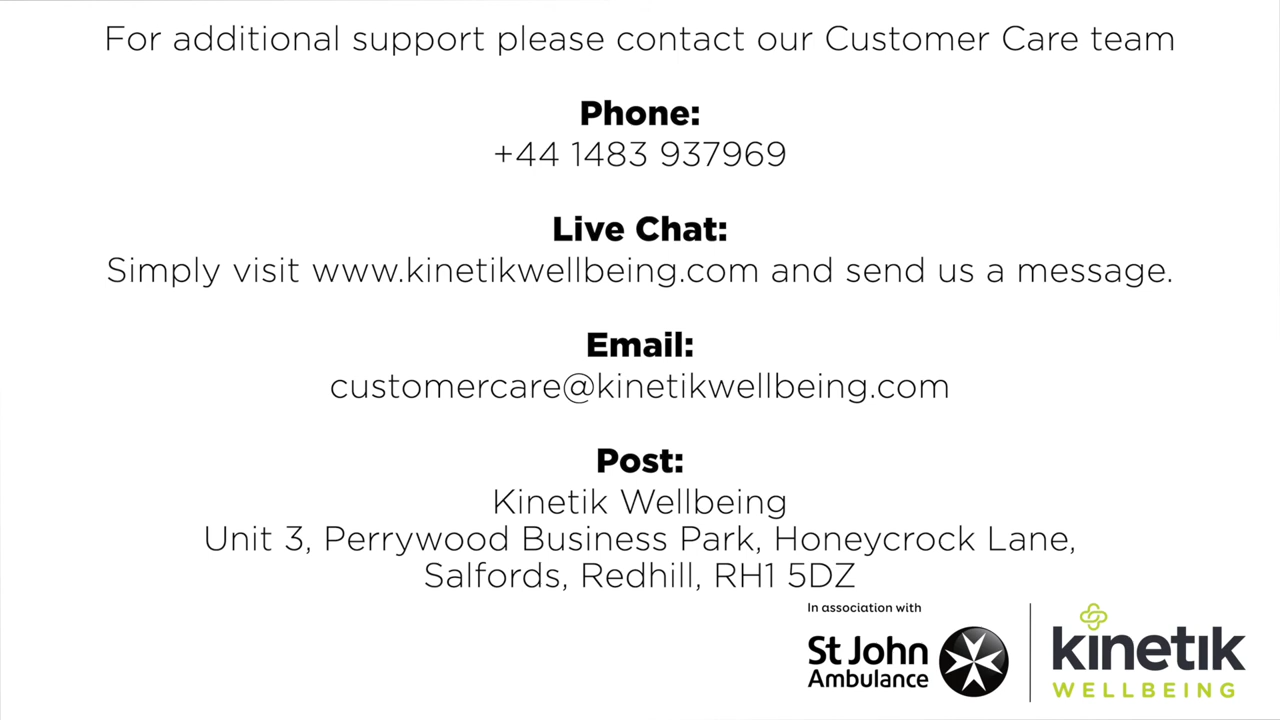 For additional support please contact our Customer Care team
Phone:
+44 1483 937969
Live Chat:
Simply visit www.kinetikwellbeing.com and send us a message.
Email:
customercare@kinetikwellbeing.com
Post:
Kinetik Wellbeing
Unit 3, Perrywood Business Park, Honeycrock Lane,
Salfords, Redhill, RH1 5DZ
In association with
St John
Ambulance
kinetik
WELLBEING